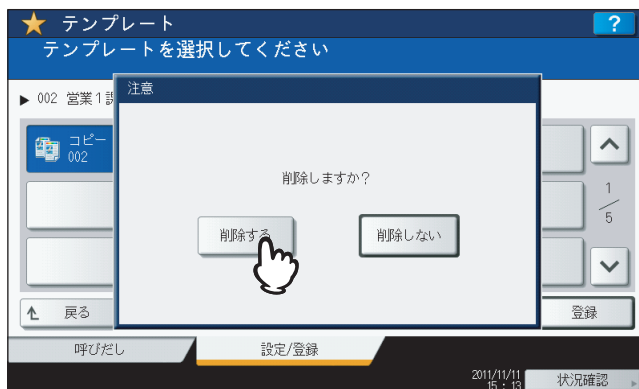 テンプレート
?
テンプレートを選択してください
002 営業1課
注意
コピー
002
削除しますか?
削除する
削除しない
1
5
戻る
登録
呼びだし
設定/登録
2011/11/11
15 : 13
状況確認